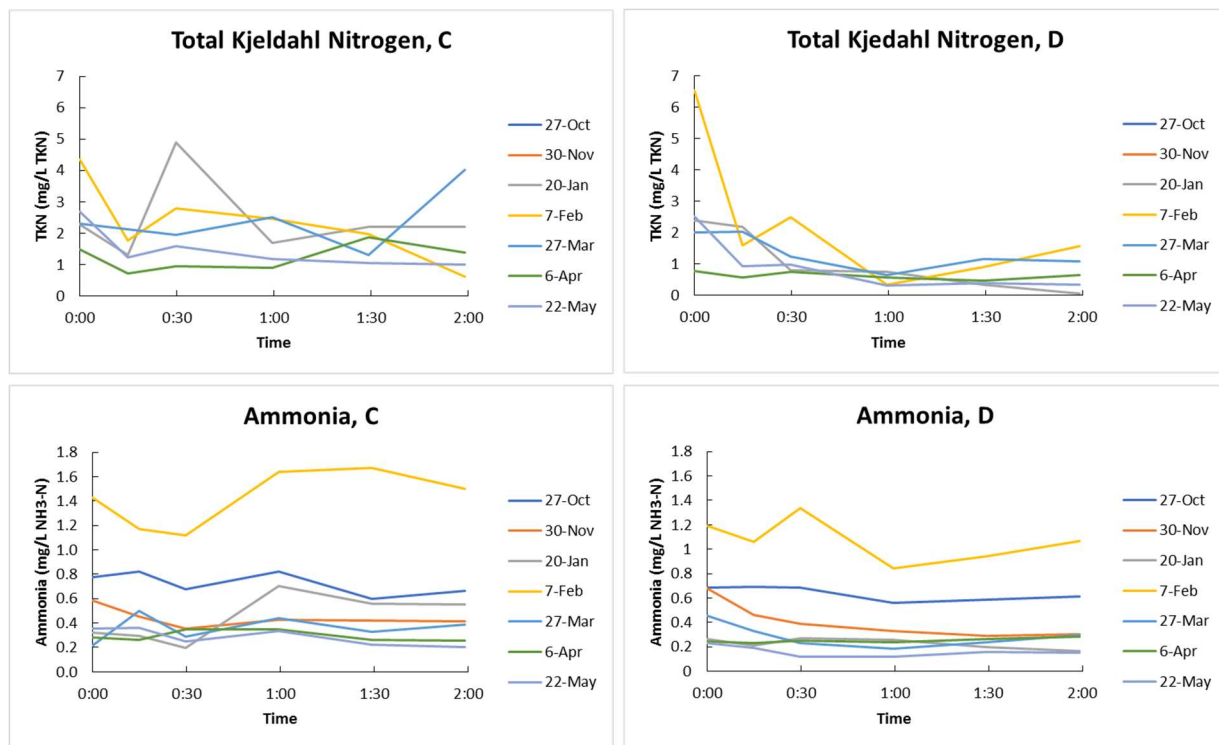 Total Kjeldahl Nitrogen, C
TKN (mg/L TKN)
7
6
5
4
3
2
1
0
0:00 0:30 1:00 1:30 2:00
Time
27-Oct
30-Nov
20-Jan
7-Feb
27-Mar
6-Apr
22-May
Total Kjedahl Nitrogen, D
TKN (mg/L TKN)
7
6
5
4
3
2
1
0
0:00 0:30 1:00 1:30 2:00
Time
27-Oct
30-Nov
20-Jan
7-Feb
27-Mar
6-Apr
22-May
Ammonia, C
Ammonia (mg/L NH3-N)
1.8
1.6
1.4
1.2
1.0
0.8
0.6
0.4
0.2
0.0
0:00 0:30 1:00 1:30 2:00
Time
27-Oct
30-Nov
20-Jan
7-Feb
27-Mar
6-Apr
22-May
Ammonia, D
Ammonia (mg/L NH3-N)
1.8
1.6
1.4
1.2
1
0.8
0.6
0.4
0.2
0
0:00 0:30 1:00 1:30 2:00
Time
27-Oct
30-Nov
20-Jan
7-Feb
27-Mar
6-Apr
22-May